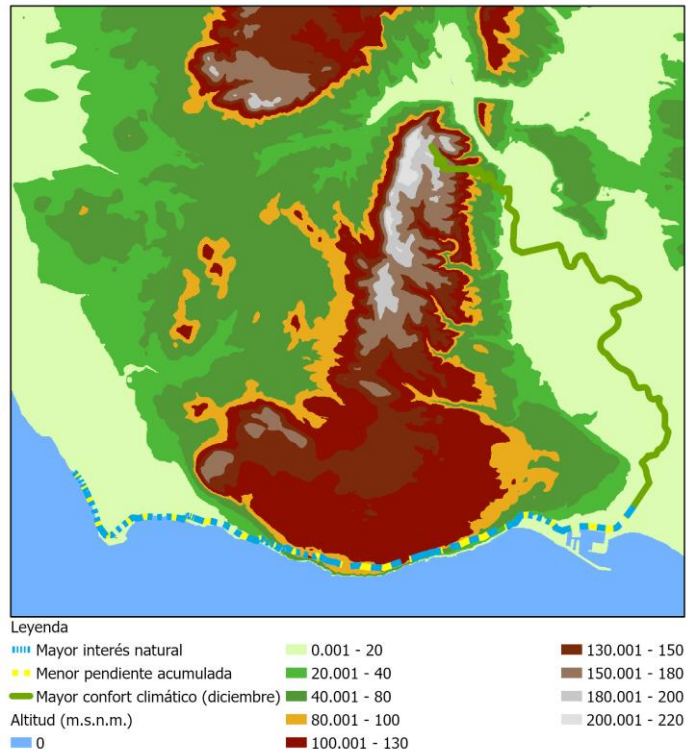 Leyenda
Mayor interés natural
Menor pendiente acumulada
Mayor confort climático (diciembre)
Altitud (m.s.n.m.)
0
0.001 - 20
20.001 - 40
40.001 - 80
80.001 - 100
100.001 - 130
130.001 - 150
150.001 - 180
180.001 - 200
200.001 - 220